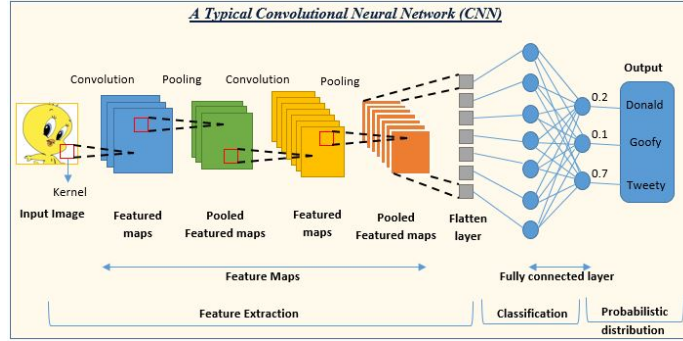 A Typical Convolutional Neural Network (CNN)
Convolution
Pooling
Convolution
Pooling
Output
0.2
Donald
0.1
Goofy
0.7
Tweety
Kernel
Input Image
Featured
maps
Pooled
Featured maps
Featured
maps
Pooled
Featured maps
Flatten
layer
Feature Maps
Fully connected layer
Feature Extraction
Classification
Probabilistic
distribution